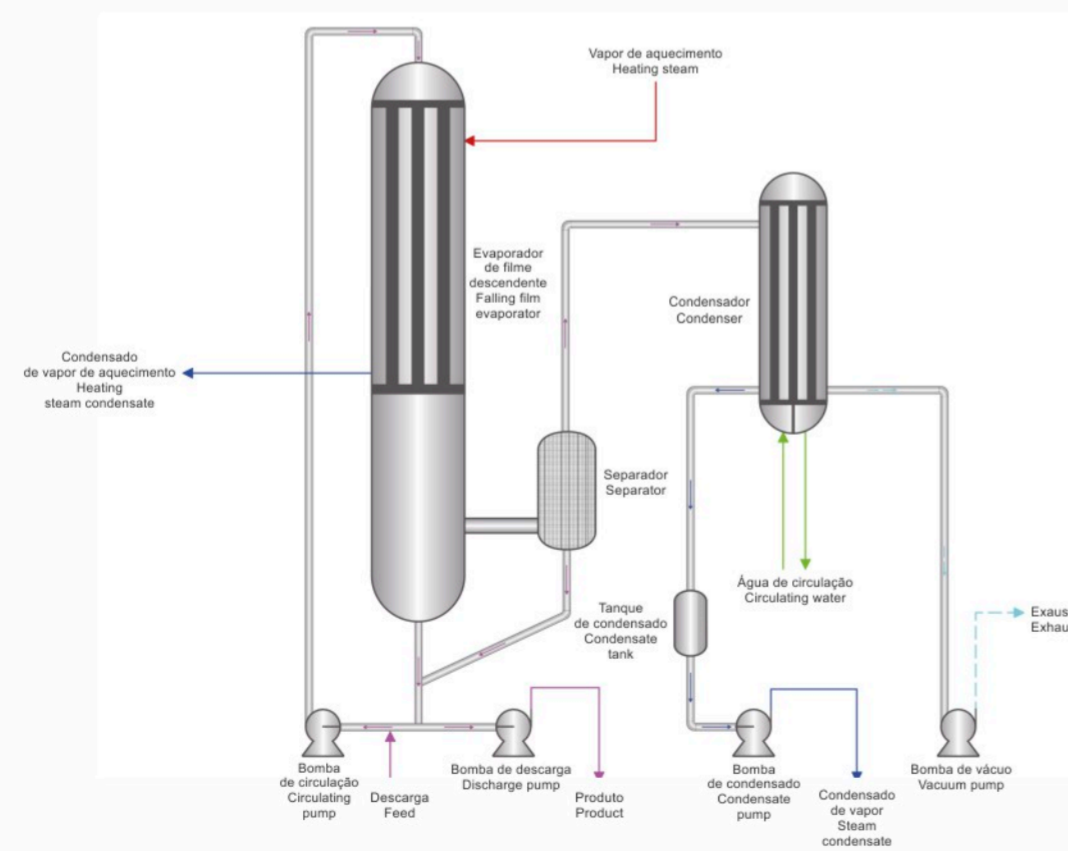 Vapor de aquecimento
Heating steam
Evaporador
de filme
descendente
Falling film
evaporator
Condensador
Condenser
Condensado
de vapor de aquecimento
Heating
steam condensate
Separador
Separator
Água de circulação
Circulating water
Tanque
de condensado
Condensate
tank
Exaus
Exhau
Bomba
de circulação
Circulating
pump
Descarga
Feed
Bomba de descarga
Discharge pump
Produto
Product
Bomba
de condensado
Condensate
pump
Condensado
de vapor
Steam
condensate
Bomba de vácuo
Vacuum pump